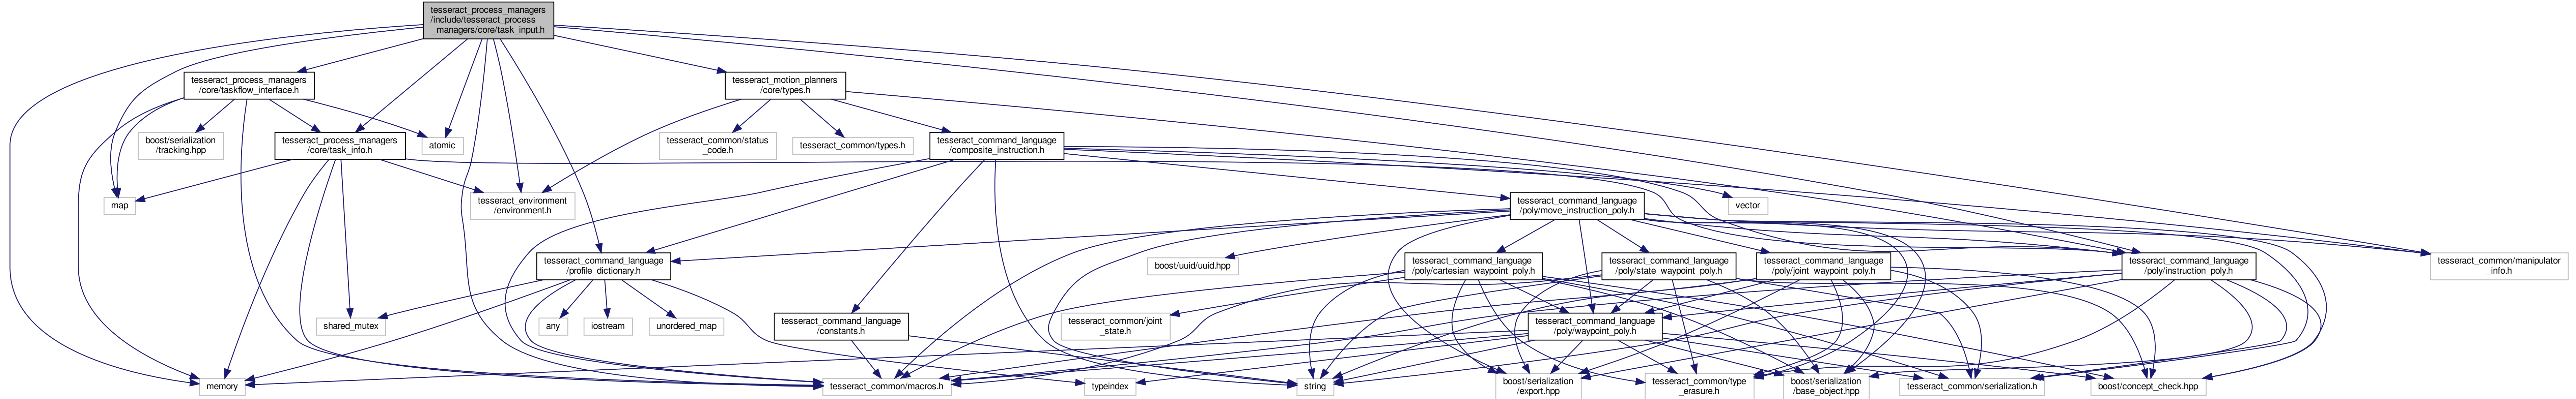 tesseract_process_managers
/include/tesseract_process
_managers/core/task_input.h
tesseract_process_managers
/core/taskflow_interface.h
tesseract_motion_planners
/core/types.h
boost/serialization
/tracking.hpp
tesseract_process_managers
/core/task_info.h
atomic
tesseract_common/status
_code.h
tesseract_common/types.h
tesseract_command_language
/composite_instruction.h
map
tesseract_environment
/environment.h
tesseract_command_language
/poly/move_instruction_poly.h
vector
tesseract_command_language
/profile_dictionary.h
boost/uuid/uuid.hpp
tesseract_command_language
/poly/cartesian_waypoint_poly.h
tesseract_command_language
/poly/state_waypoint_poly.h
tesseract_command_language
/poly/joint_waypoint_poly.h
tesseract_command_language
/poly/instruction_poly.h
tesseract_common/manipulator
_info.h
shared_mutex
any
iostream
unordered_map
tesseract_command_language
/constants.h
tesseract_common/joint
_state.h
tesseract_command_language
/poly/waypoint_poly.h
memory
tesseract_common/macros.h
typeindex
string
boost/serialization
/export.hpp
tesseract_common/type
_erasure.h
boost/serialization
/base_object.hpp
tesseract_common/serialization.h
boost/concept_check.hpp